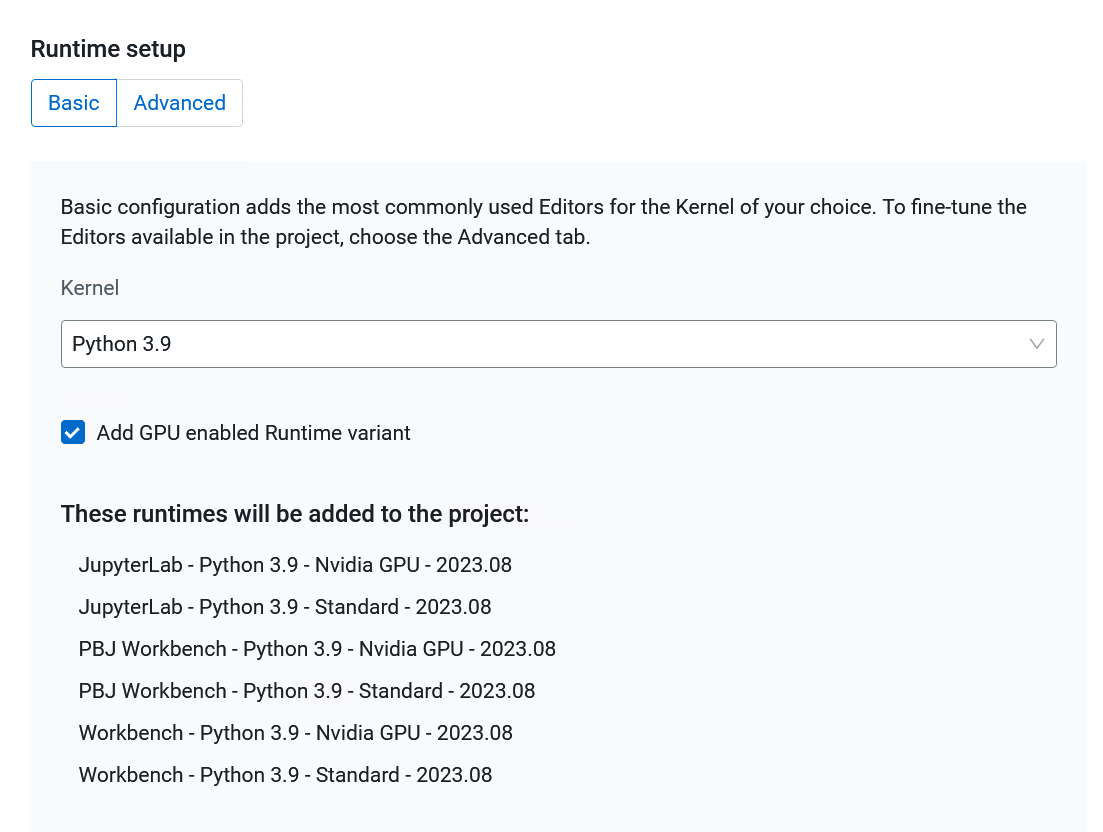 Runtime setup
Basic
Advanced
Basic configuration adds the most commonly used Editors for the Kernel of your choice. To fine-tune the
Editors available in the project, choose the Advanced tab.
Kernel
Python 3.9
Add GPU enabled Runtime variant
These runtimes will be added to the project:
JupyterLab - Python 3.9 - Nvidia GPU - 2023.08
JupyterLab - Python 3.9 - Standard - 2023.08
PBJ Workbench - Python 3.9 - Nvidia GPU - 2023.08
PBJ Workbench - Python 3.9 - Standard - 2023.08
Workbench - Python 3.9 - Nvidia GPU - 2023.08
Workbench - Python 3.9 - Standard - 2023.08